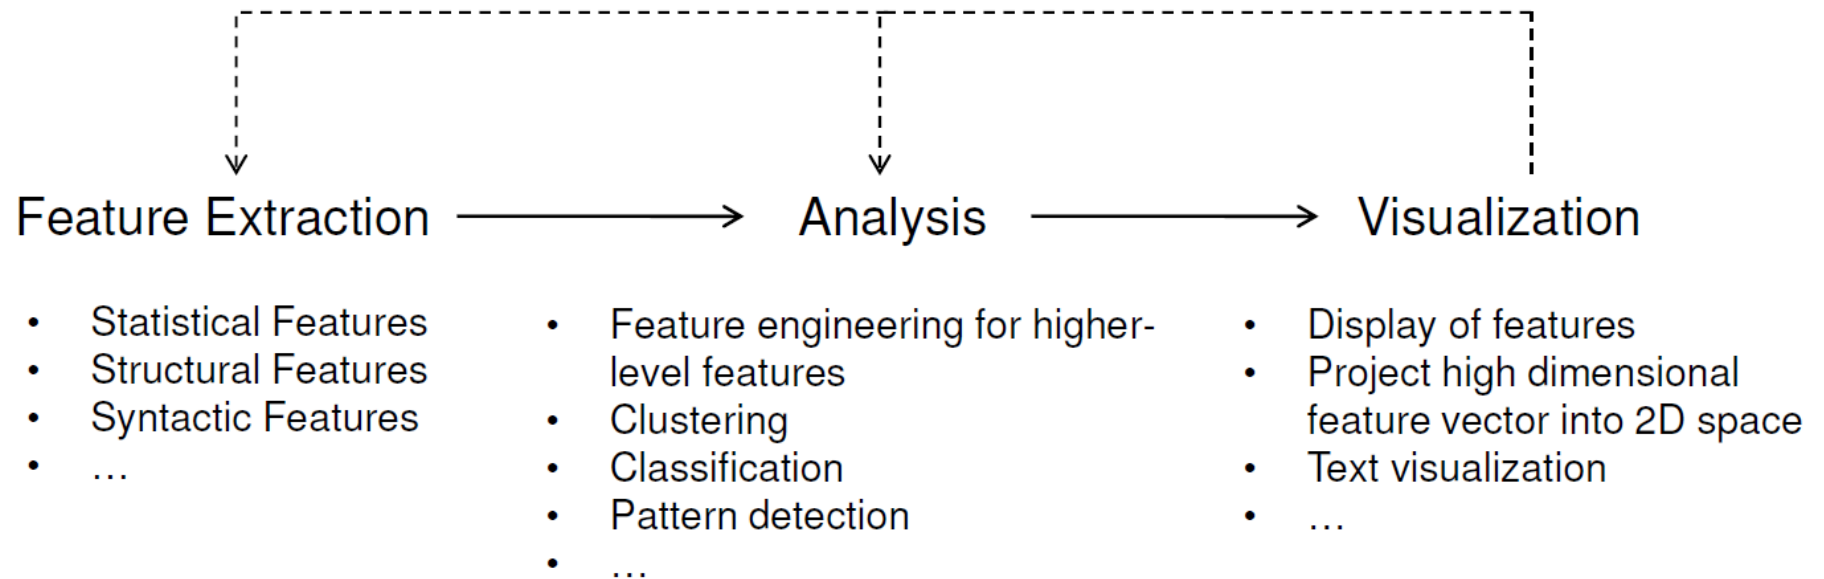 Feature Extraction
Analysis
Visualization
• Statistical Features
• Structural Features
• Syntactic Features
• ...
• Feature engineering for higher-
level features
• Clustering
• Classification
• Pattern detection
• ...
• Display of features
• Project high dimensional
feature vector into 2D space
• Text visualization
• ...